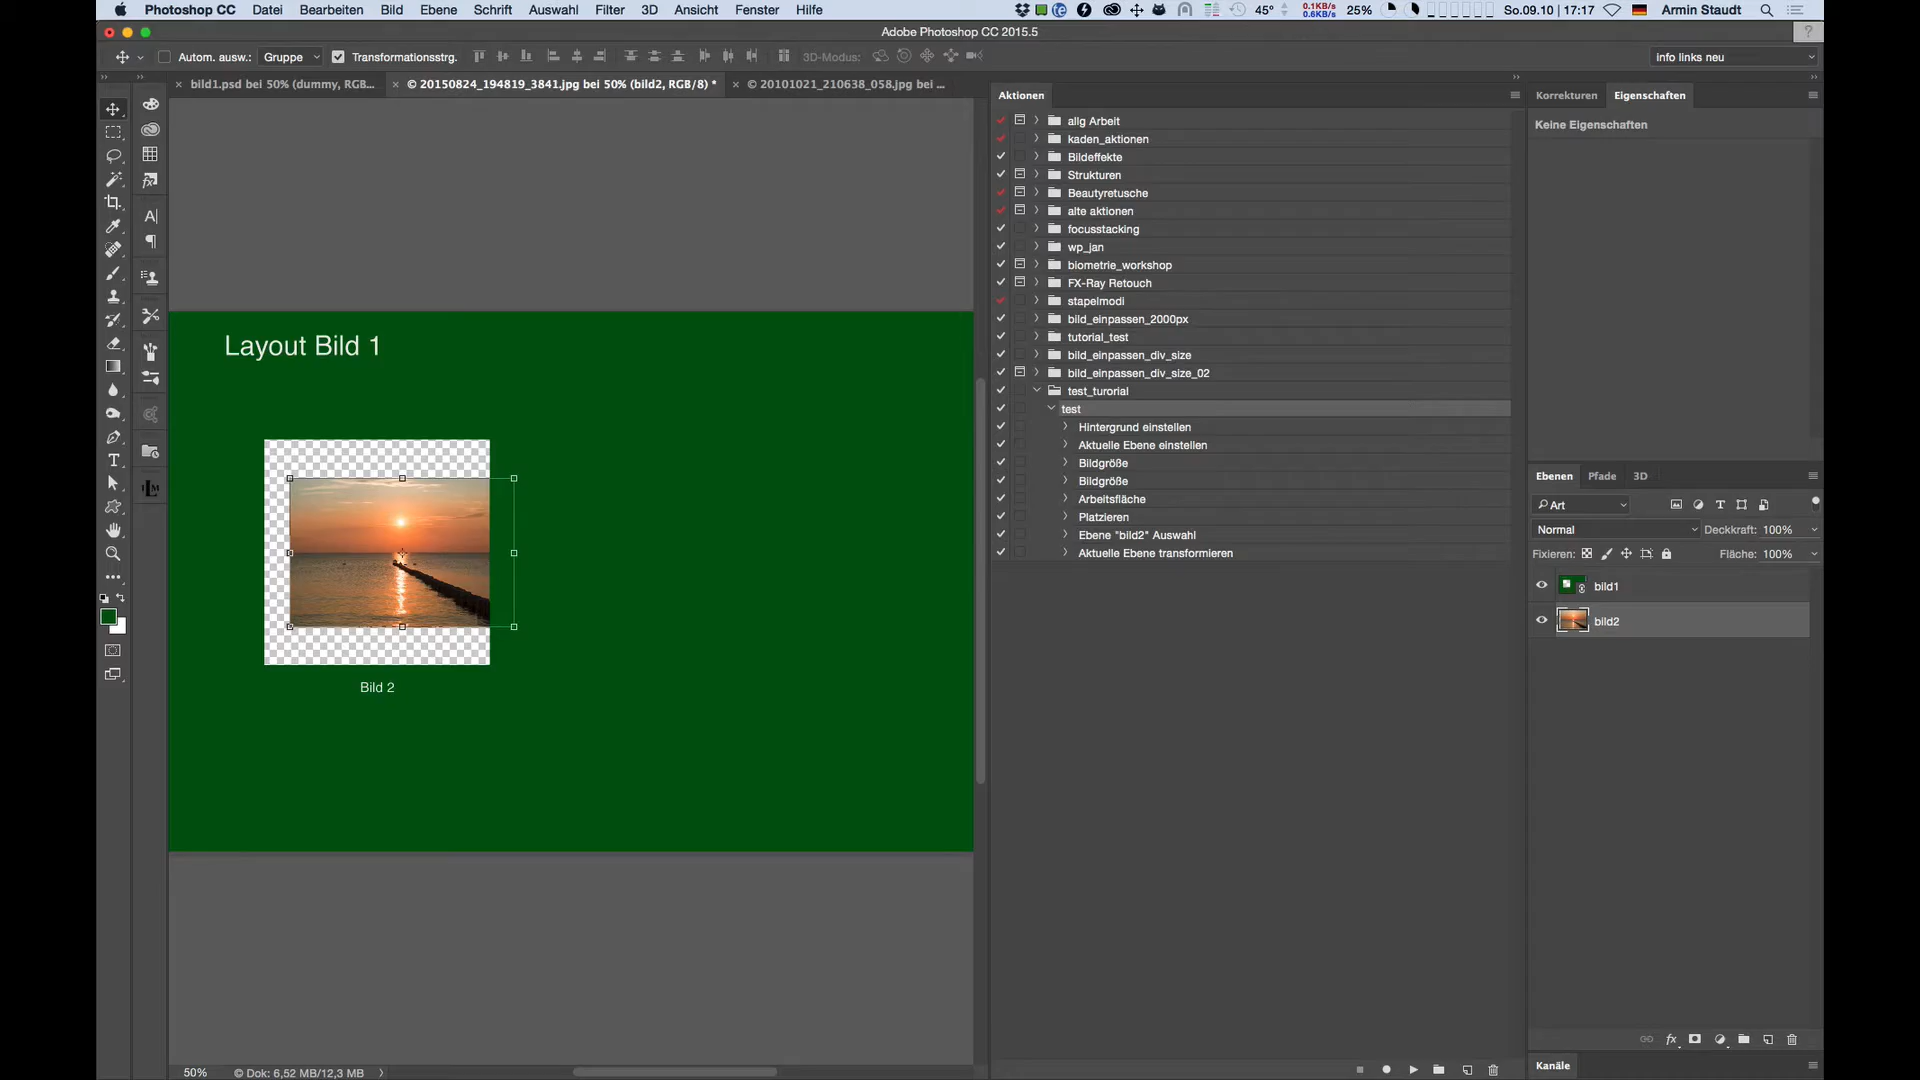 Photoshop CC Datei Bearbeiten Bild Ebene Schrift Auswahl Filter 3D Ansicht Fenster Hilfe 45° 0.1KB/s 0.6KB/s 25% So.09.10 | 17:17 Armin Staudt
Adobe Photoshop CC 2015.5
Autom. ausw.: Gruppe Transformationsstrg. 3D-Modus: info links neu
bild1.psd bei 50% (dummy, RGB... © 20150824_194819_3841.jpg bei 50% (bild2, RGB/8) * © 20101021_210638_058.jpg bei ...
Aktionen
Korrekturen Eigenschaften
Keine Eigenschaften
allg Arbeit
kaden_aktionen
Bildeffekte
Strukturen
Beautyretusche
alte aktionen
focusstacking
wp_jan
biometrie_workshop
FX-Ray Retouch
stapelmodi
bild_einpassen_2000px
tutorial_test
bild_einpassen_div_size
bild_einpassen_div_size_02
test_turorial
test
Hintergrund einstellen
Aktuelle Ebene einstellen
Bildgröße
Bildgröße
Arbeitsfläche
Platzieren
Ebene "bild2" Auswahl
Aktuelle Ebene transformieren
Layout Bild 1
Bild 2
Ebenen Pfade 3D
Art
Normal Deckkraft: 100%
Fixieren: Fläche: 100%
bild1
bild2
Kanäle
50% © Dok: 6,52 MB/12,3 MB